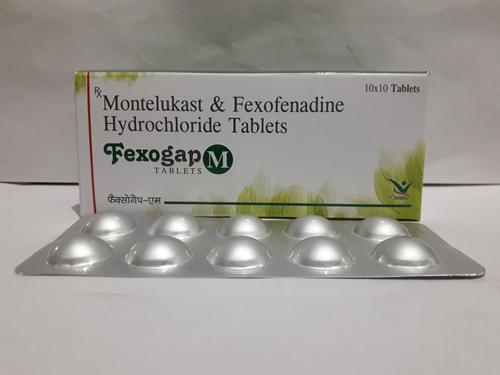 10x10 Tablets
Rx Montelukast & Fexofenadine
Hydrochloride Tablets
Fexogap M
TABLETS
फैक्सोगैप-एम